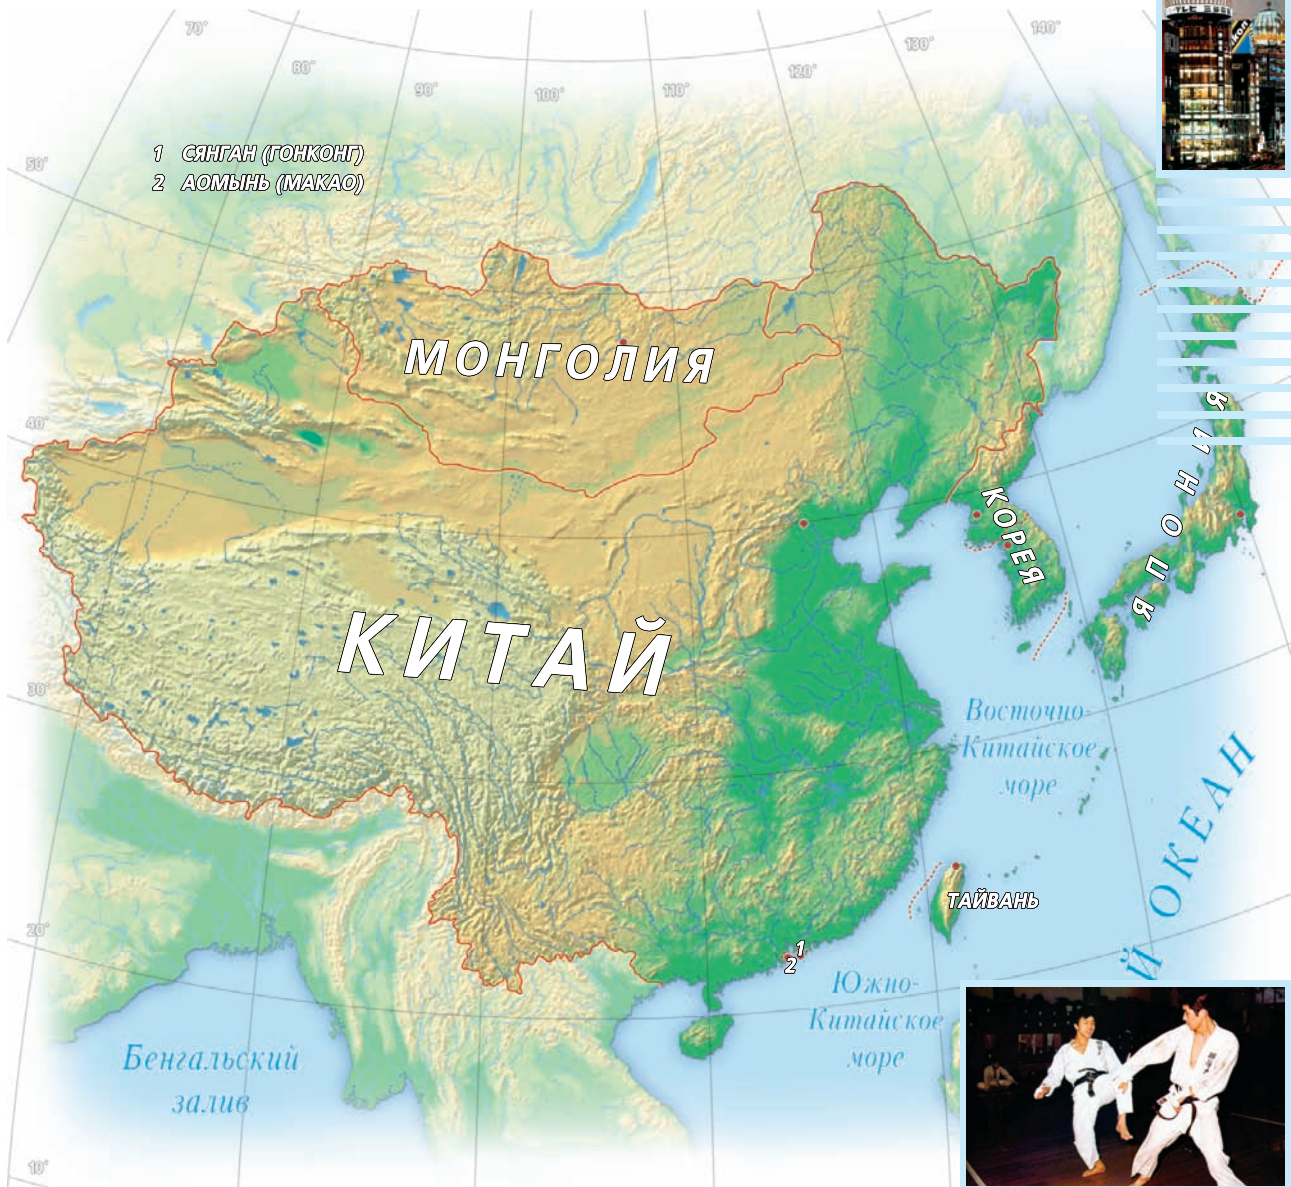 70°
80°
90°
100°
110°
120°
130°
140°
50°
40°
30°
20°
10°
1 СЯНГАН (ГОНКОНГ)
2 АОМЫНЬ (МАКАО)
МОНГОЛИЯ
КИТАЙ
КОРЕЯ
ЯПОНИЯ
Восточно-
Китайское
море
Й ОКЕАН
ТАЙВАНЬ
1
2
Южно-
Китайское
море
Бенгальский
залив